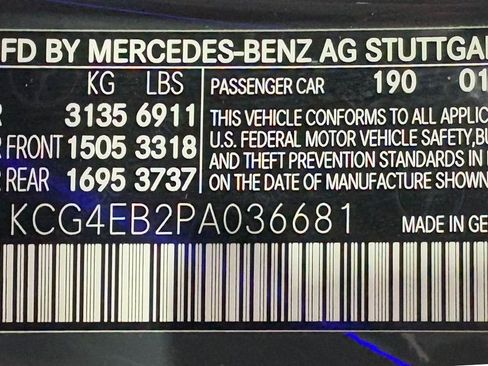 FD BY MERCEDES-BENZ AG STUTTGA
KG LBS PASSENGER CAR 190 01
R 3135 6911 THIS VEHICLE CONFORMS TO ALL APPLIC
R FRONT 1505 3318 U.S. FEDERAL MOTOR VEHICLE SAFETY, BU
R REAR 1695 3737 AND THEFT PREVENTION STANDARDS IN
ON THE DATE OF MANUFACTURE SHOWN
KCG4EB2PA036681 MADE IN